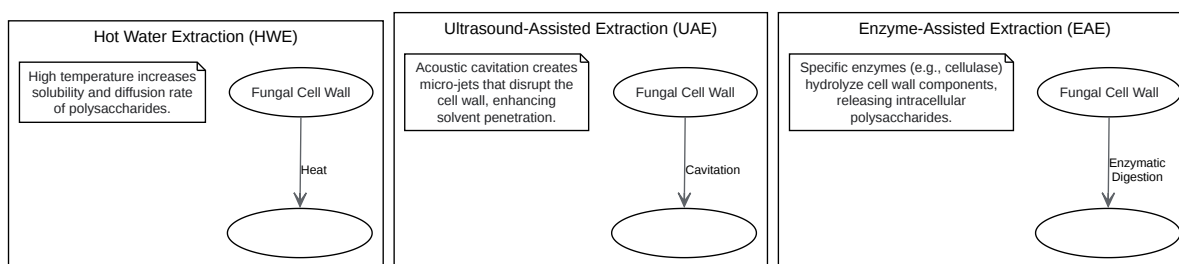 Hot Water Extraction (HWE)
High temperature increases
solubility and diffusion rate
of polysaccharides.
Fungal Cell Wall
Heat
Ultrasound-Assisted Extraction (UAE)
Acoustic cavitation creates
micro-jets that disrupt the
cell wall, enhancing
solvent penetration.
Fungal Cell Wall
Cavitation
Enzyme-Assisted Extraction (EAE)
Specific enzymes (e.g., cellulase)
hydrolyze cell wall components,
releasing intracellular
polysaccharides.
Fungal Cell Wall
Enzymatic
Digestion